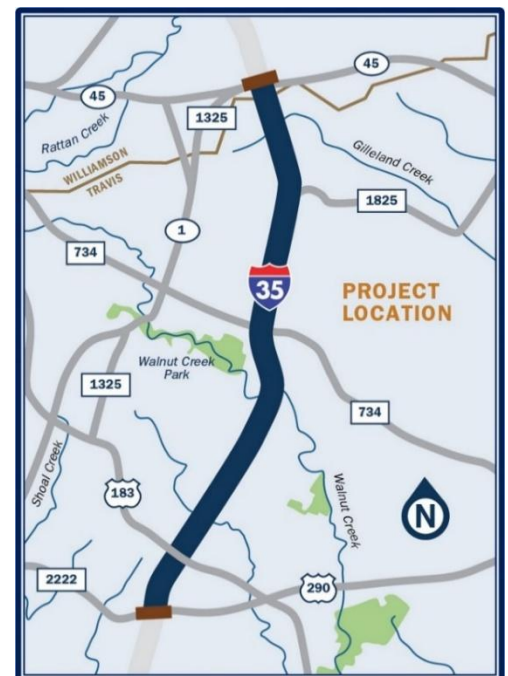 45
45
1325
Rattan Creek
Gilleland Creek
WILLIAMSON
TRAVIS
1825
1
734
35
PROJECT
LOCATION
Walnut Creek
Park
1325
734
Shoal Creek
183
Walnut Creek
N
2222
290